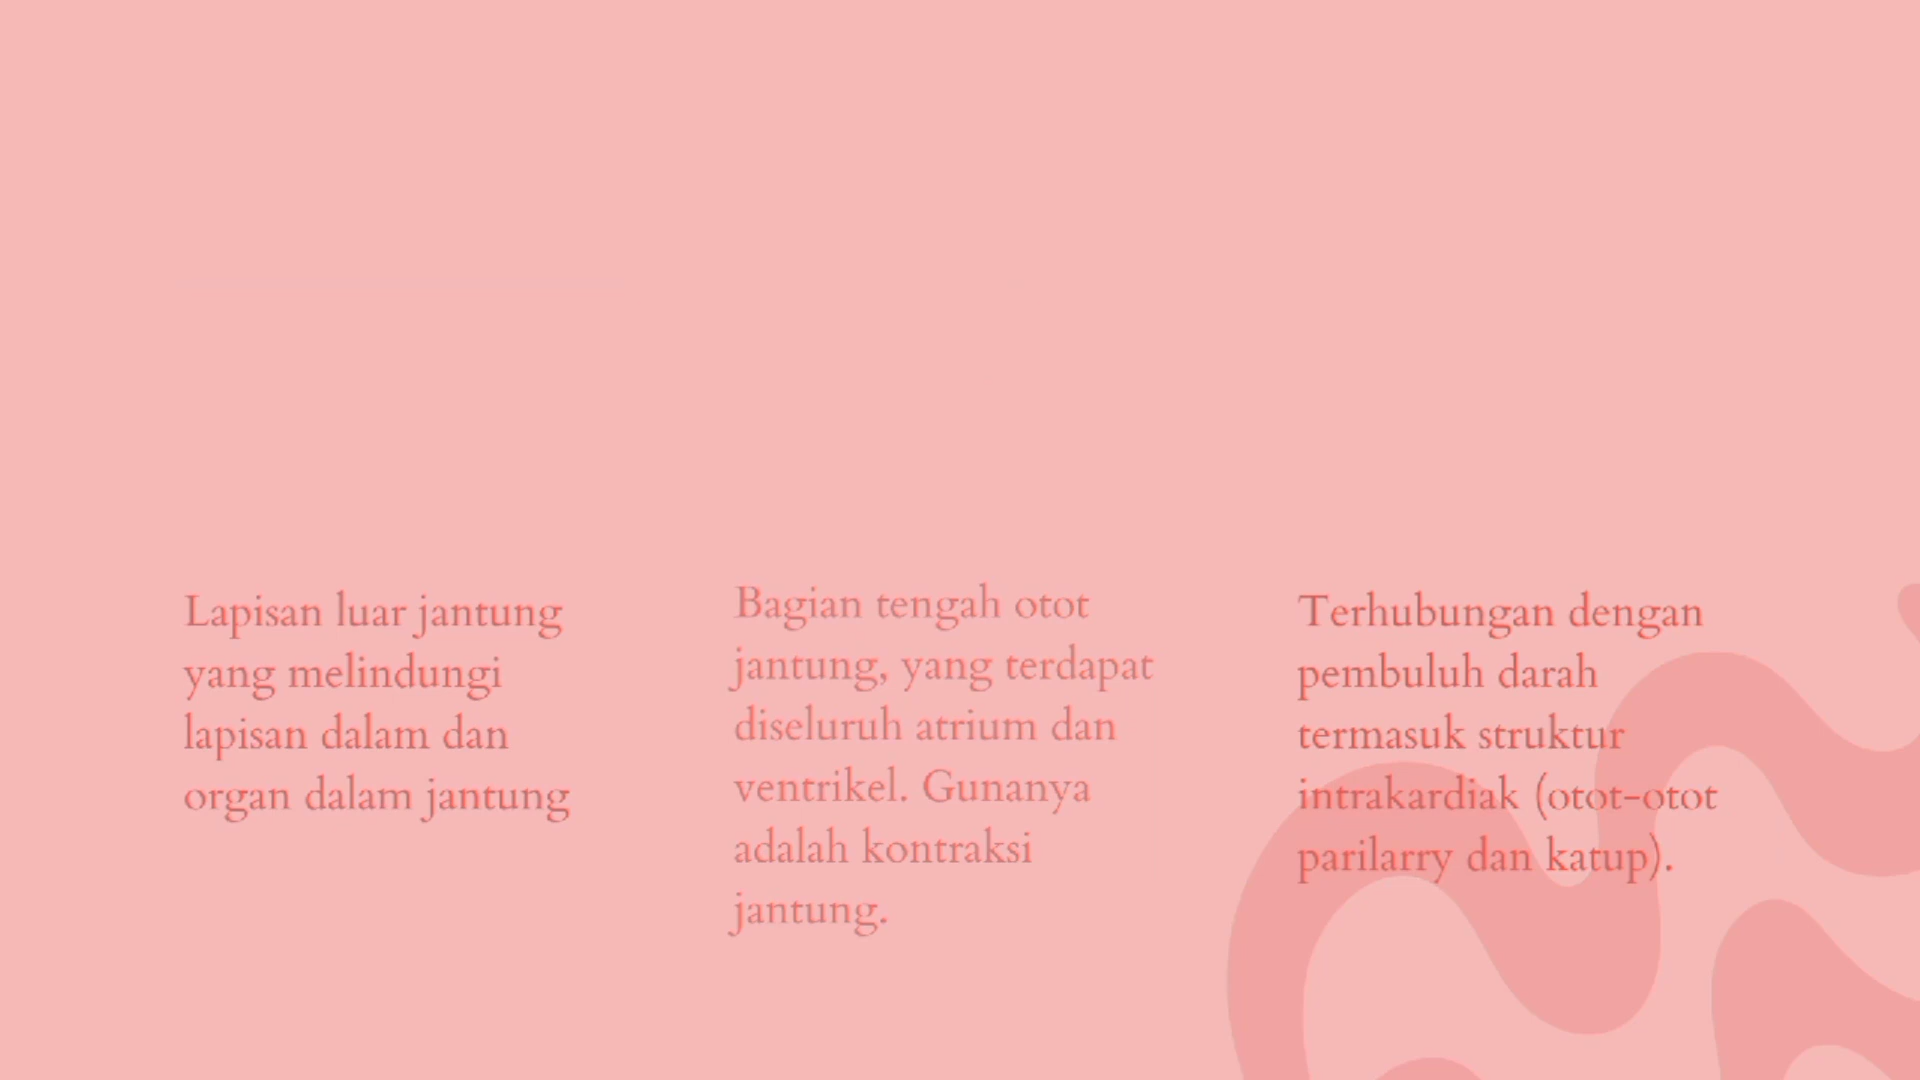 Lapisan luar jantung
yang melindungi
lapisan dalam dan
organ dalam jantung
Bagian tengah otot
jantung, yang terdapat
diseluruh atrium dan
ventrikel. Gunanya
adalah kontraksi
jantung.
Terhubungan dengan
pembuluh darah
termasuk struktur
intrakardiak (otot-otot
parilarry dan katup).